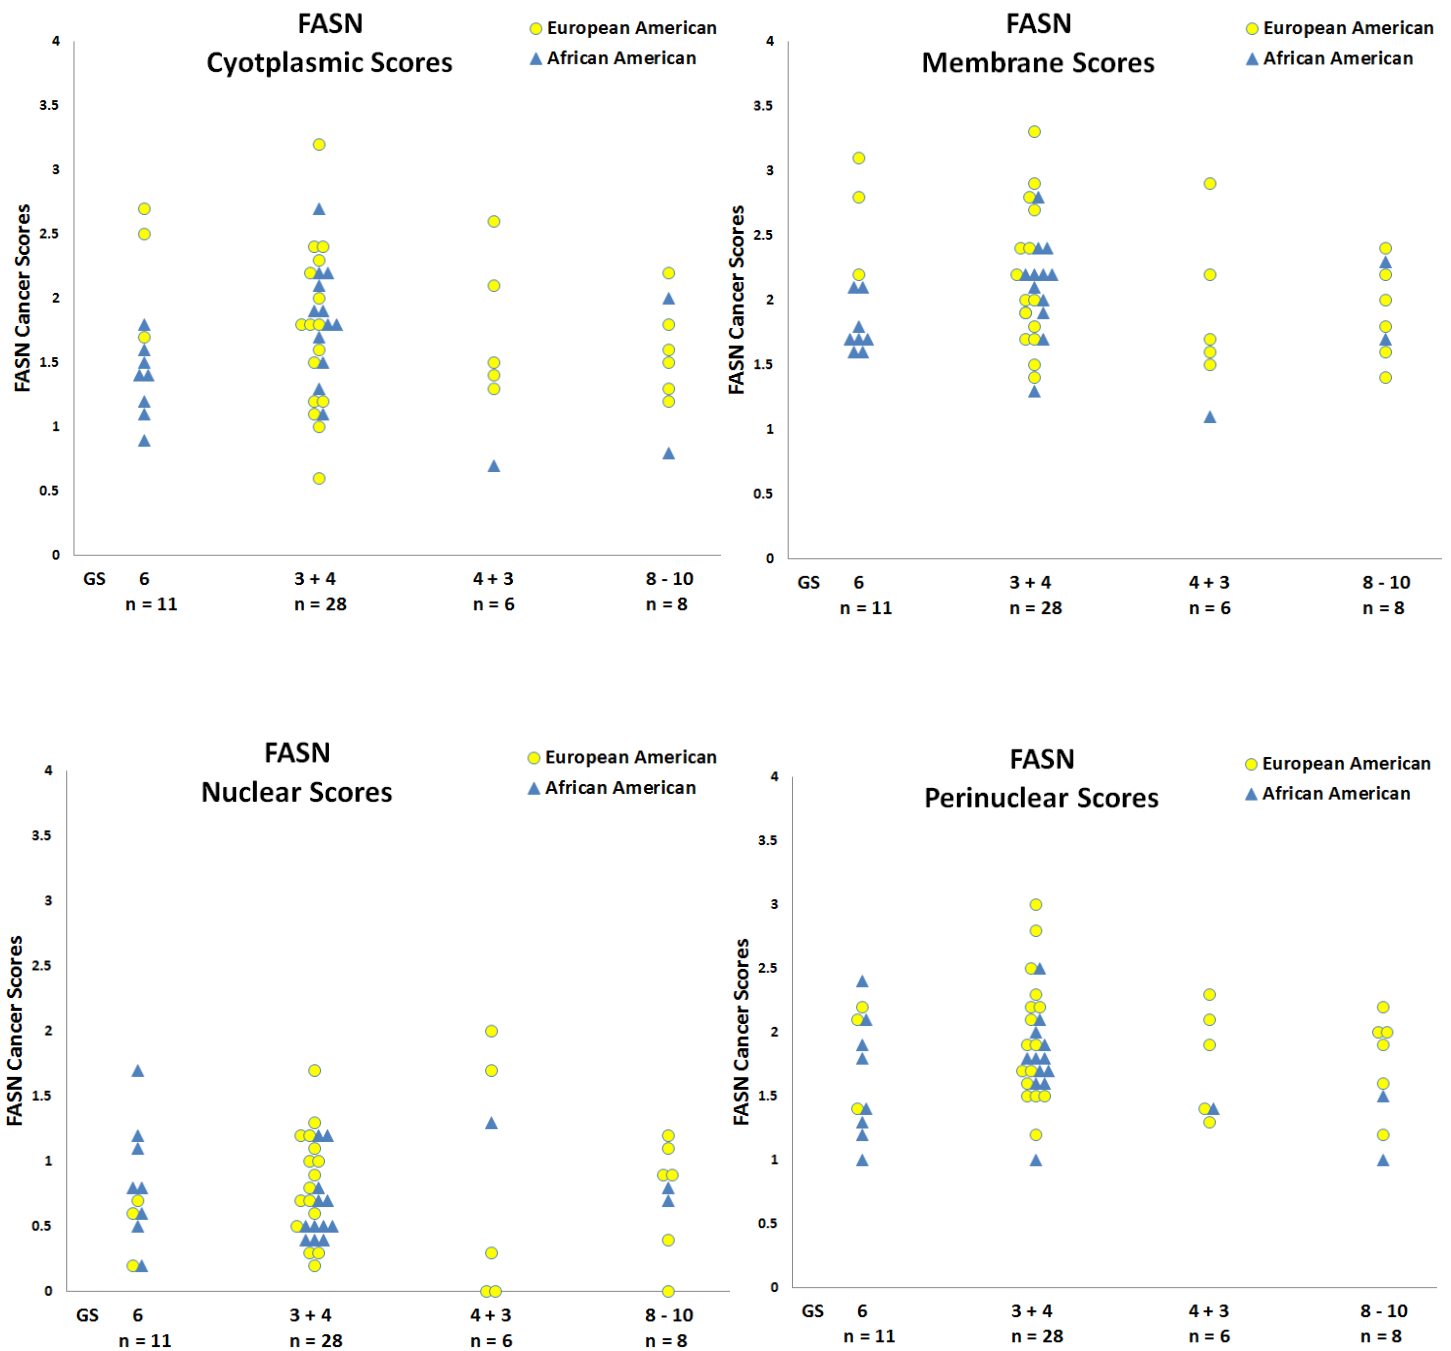 FASN
Cyotplasmic Scores
European American
African American
FASN Cancer Scores
4
3.5
3
2.5
2
1.5
1
0.5
0
GS 6 3 + 4 4 + 3 8 - 10
n = 11 n = 28 n = 6 n = 8
FASN
Membrane Scores
European American
African American
FASN Cancer Scores
4
3.5
3
2.5
2
1.5
1
0.5
0
GS 6 3 + 4 4 + 3 8 - 10
n = 11 n = 28 n = 6 n = 8
FASN
Nuclear Scores
European American
African American
FASN Cancer Scores
4
3.5
3
2.5
2
1.5
1
0.5
0
GS 6 3 + 4 4 + 3 8 - 10
n = 11 n = 28 n = 6 n = 8
FASN
Perinuclear Scores
European American
African American
FASN Cancer Scores
4
3.5
3
2.5
2
1.5
1
0.5
0
GS 6 3 + 4 4 + 3 8 - 10
n = 11 n = 28 n = 6 n = 8